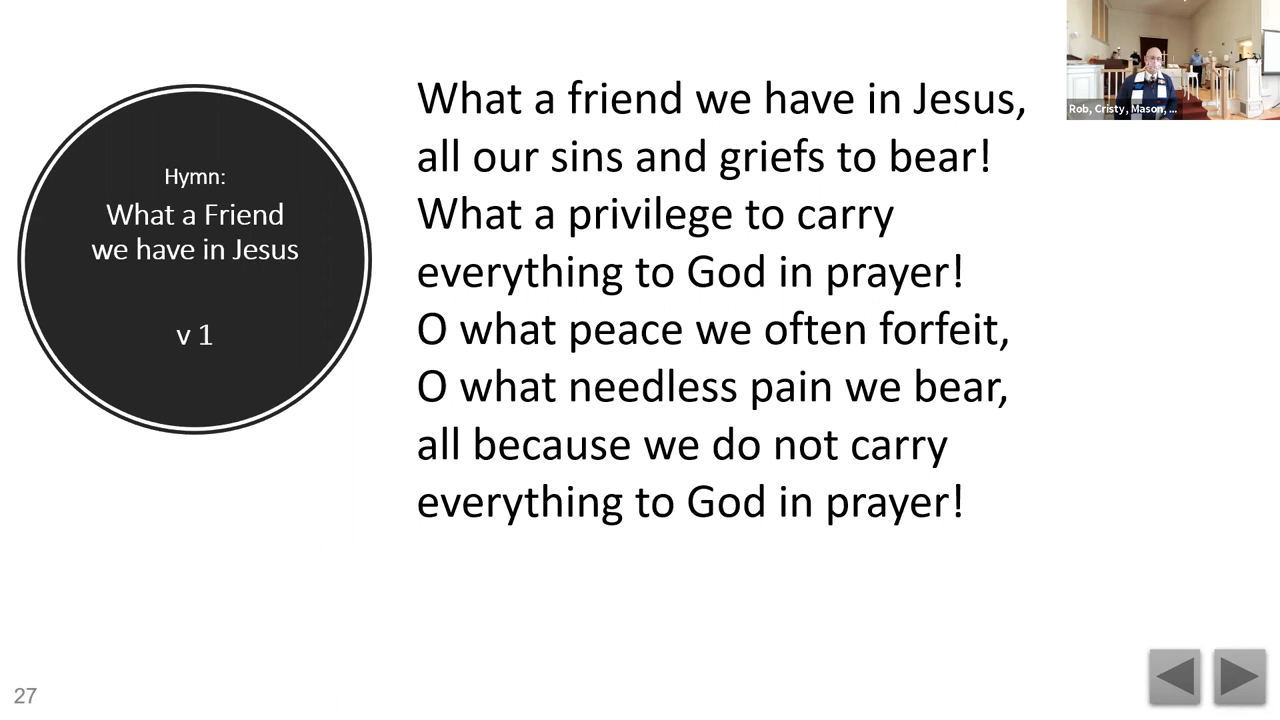 Hymn:
What a Friend
we have in Jesus
v 1
What a friend we have in Jesus,
all our sins and griefs to bear!
What a privilege to carry
everything to God in prayer!
O what peace we often forfeit,
O what needless pain we bear,
all because we do not carry
everything to God in prayer!
Rob, Cristy, Mason, ...
27